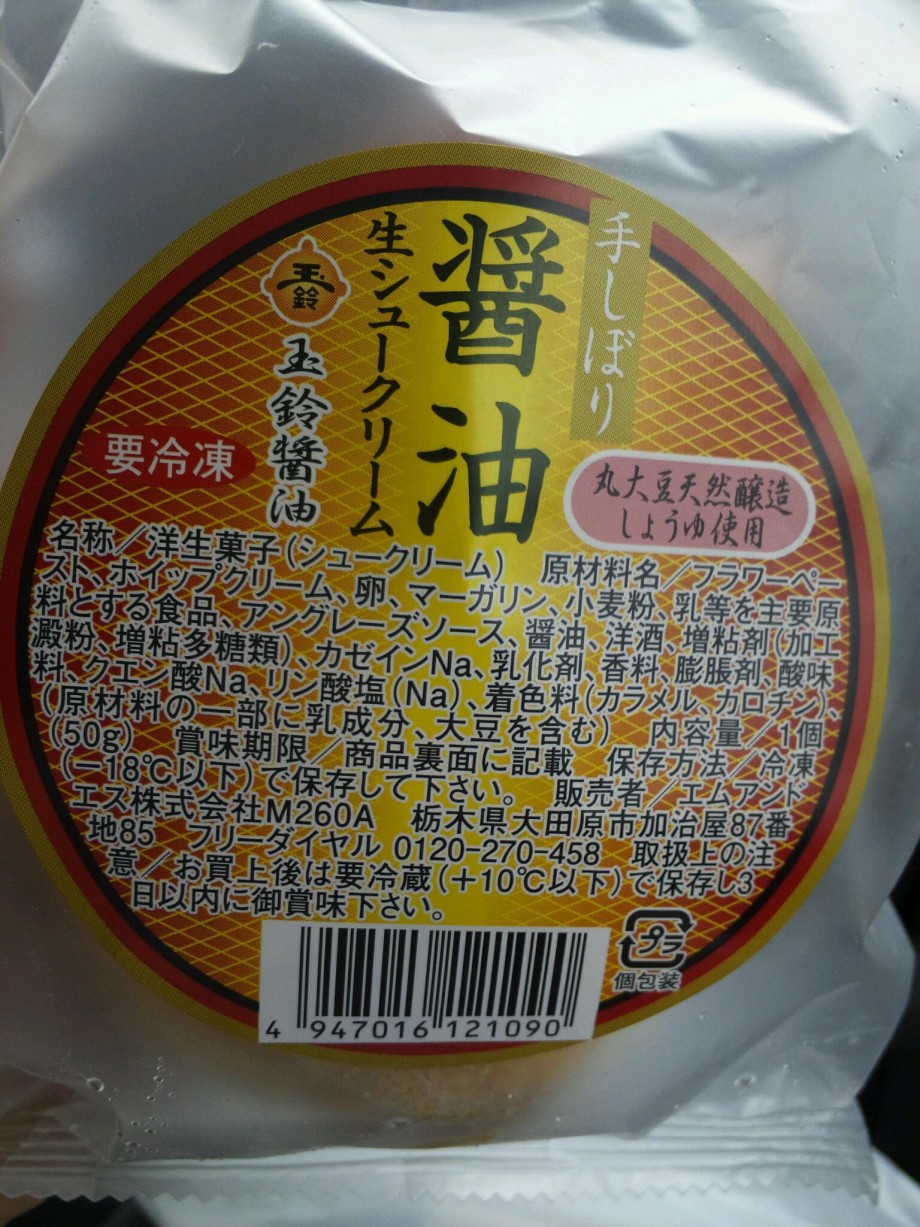 手しぼり
醤油
生シュークリーム
玉鈴
玉鈴醤油
要冷凍
丸大豆天然醸造
しょうゆ使用
名称／洋生菓子(シュークリーム) 原材料名／フラワーペー
スト、ホイップクリーム、卵、マーガリン、小麦粉、乳等を主要原
料とする食品、アングレーズソース、醤油、洋酒、増粘剤(加工
澱粉、増粘多糖類)、カゼインNa、乳化剤、香料、膨脹剤、酸味
料、クエン酸Na、リン酸塩(Na)、着色料(カラメル、カロチン)、
(原材料の一部に乳成分、大豆を含む) 内容量／1個
(50g) 賞味期限／商品裏面に記載 保存方法／冷凍
(−18℃以下)で保存して下さい。 販売者／エムアンド
エス株式会社M260A 栃木県大田原市加治屋87番
地85 フリーダイヤル 0120-270-458 取扱上の注
意／お買上後は要冷蔵(+10℃以下)で保存し3
日以内に御賞味下さい。
プラ
個包装
4 947016 121090